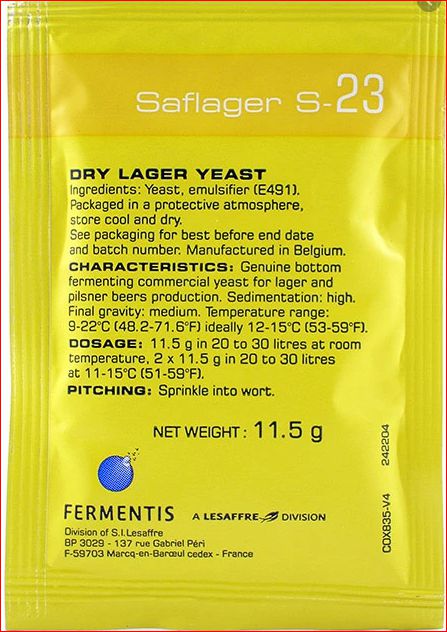 Saflager S-23
DRY LAGER YEAST
Ingredients: Yeast, emulsifier (E491).
Packaged in a protective atmosphere,
store cool and dry.
See packaging for best before end date
and batch number. Manufactured in Belgium.
CHARACTERISTICS: Genuine bottom
fermenting commercial yeast for lager and
pilsner beers production. Sedimentation: high.
Final gravity: medium. Temperature range:
9-22°C (48.2-71.6°F) ideally 12-15°C (53-59°F).
DOSAGE: 11.5 g in 20 to 30 litres at room
temperature, 2 x 11.5 g in 20 to 30 litres
at 11-15°C (51-59°F).
PITCHING: Sprinkle into wort.
NET WEIGHT: 11.5 g
242204
COX835-V4
FERMENTIS A LESAFFRE DIVISION
Division of S.I.Lesaffre
BP 3029 - 137 rue Gabriel Péri
F-59703 Marcq-en-Barœul cedex - France